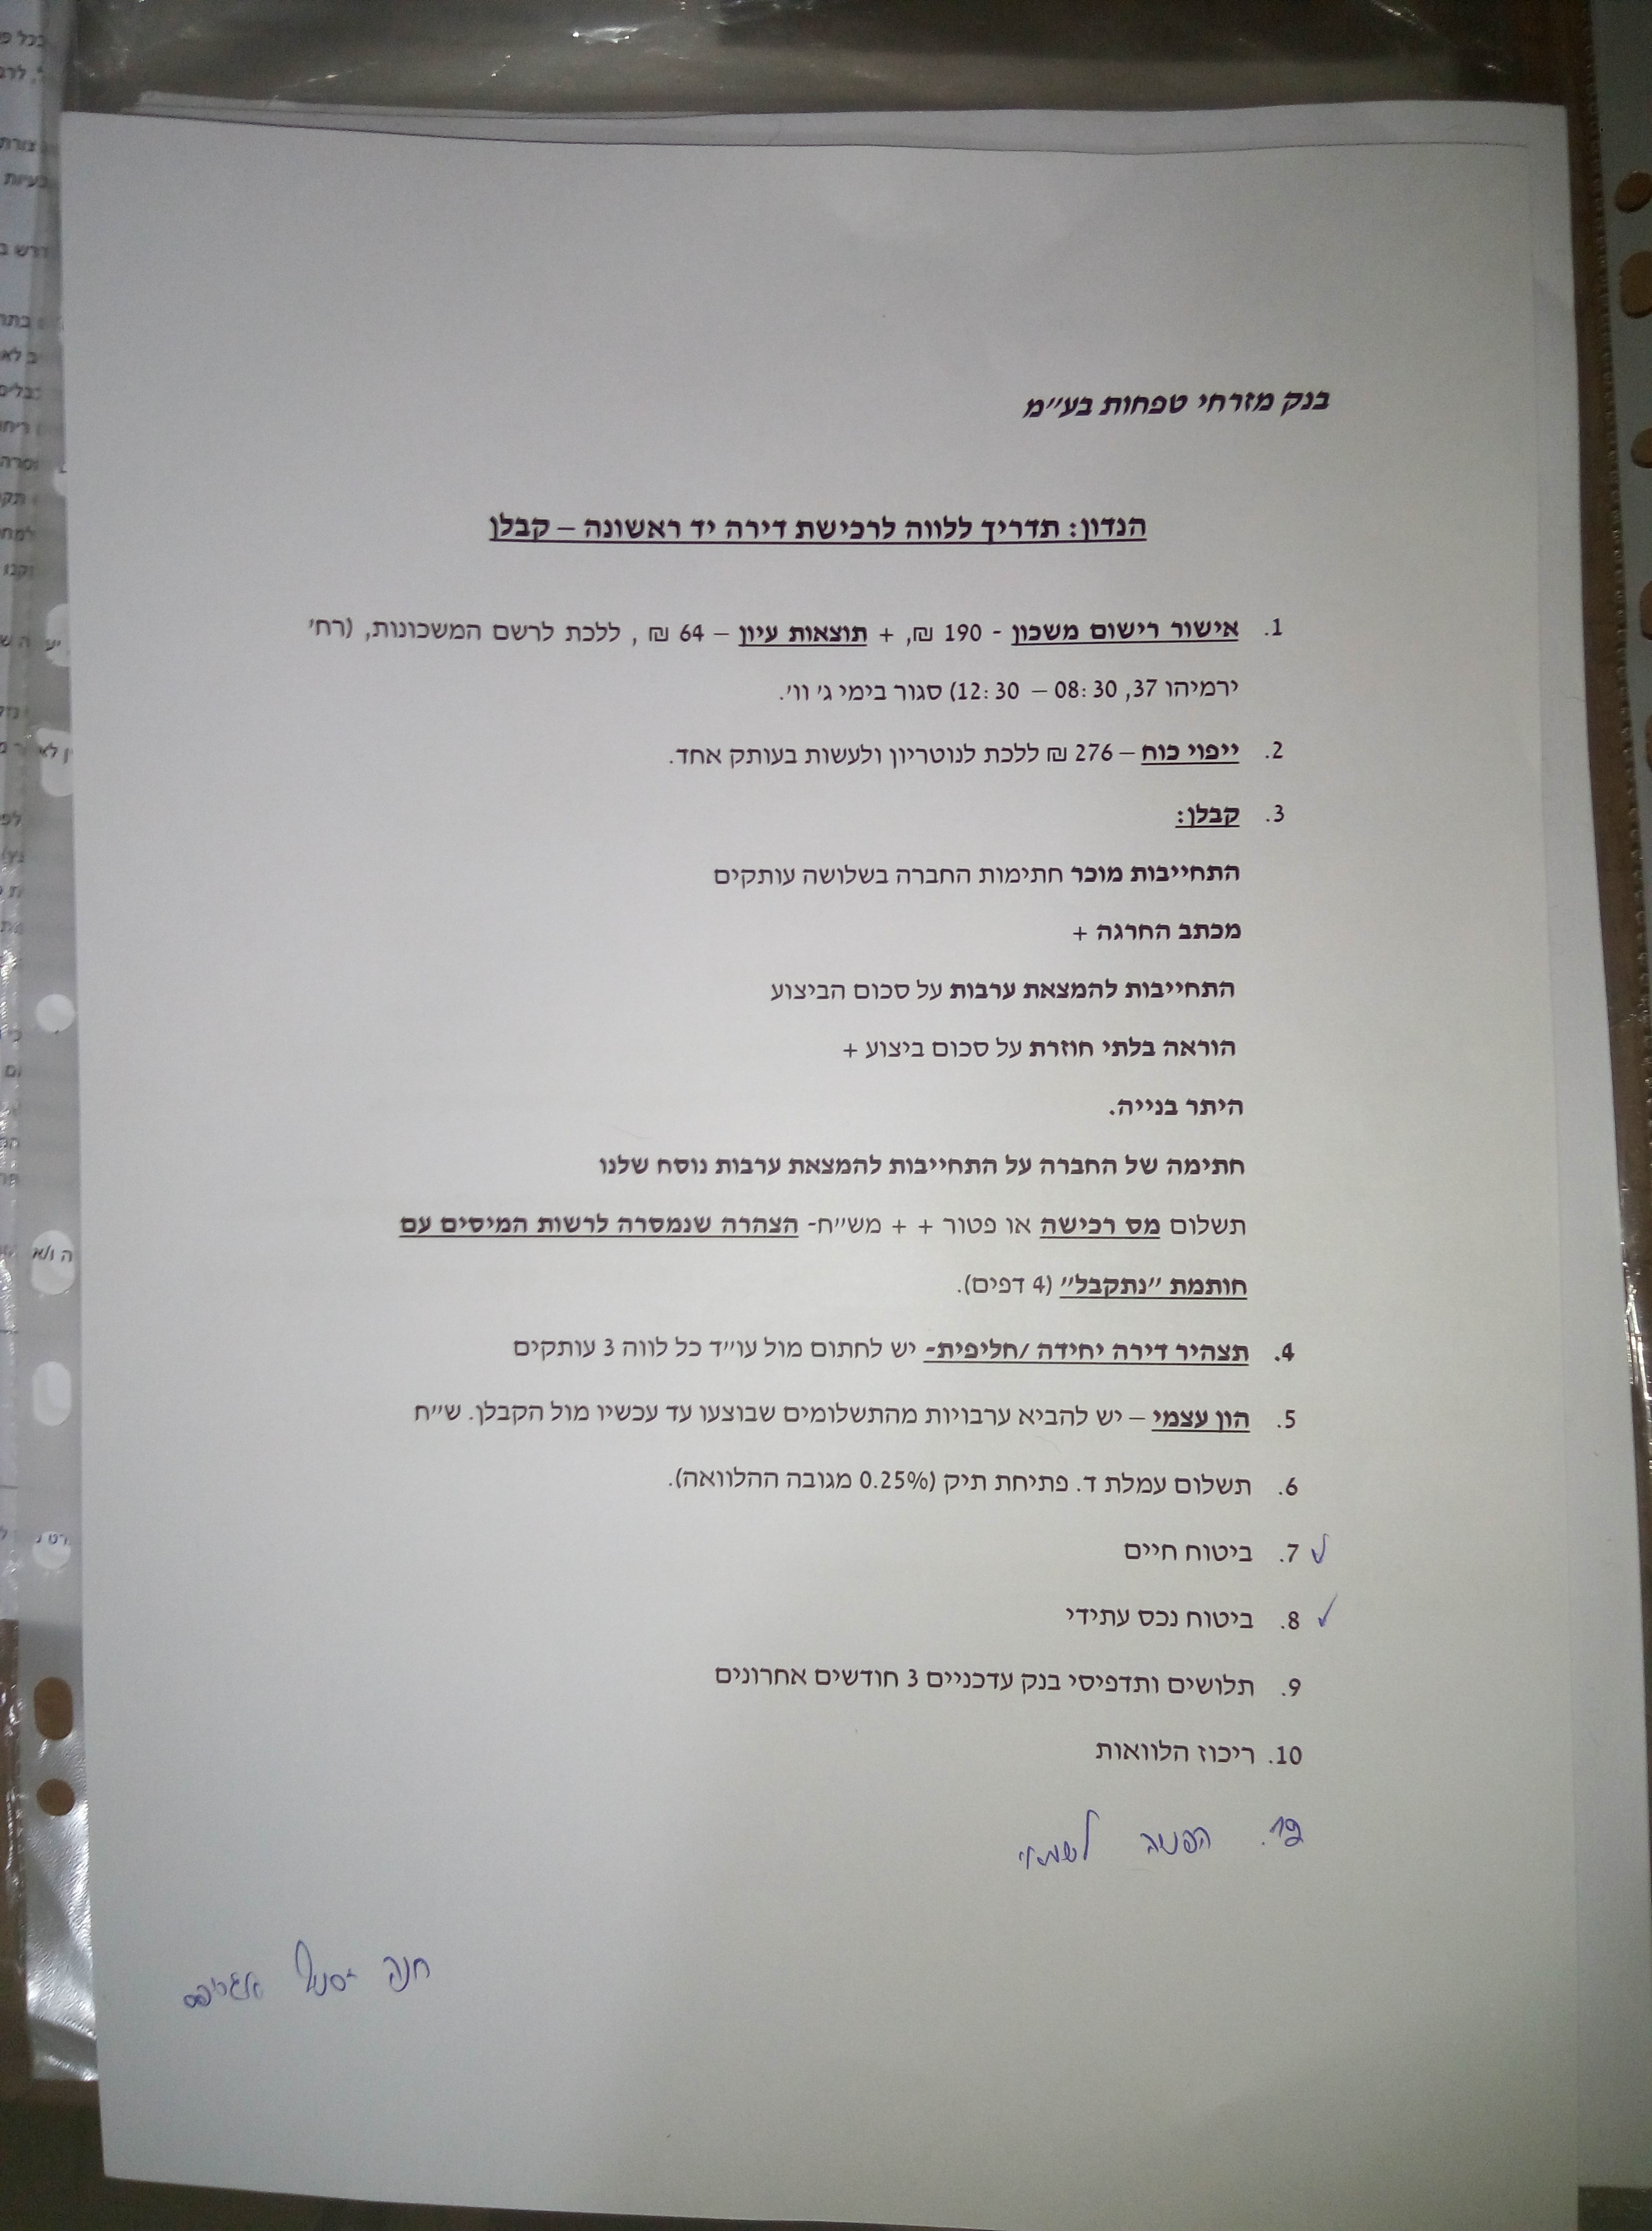 בנק מזרחי טפחות בע״מ
הנדון: תדריך ללווה לרכישת דירה יד ראשונה – קבלן
1. אישור רישום משכון - 190 ₪, + תוצאות עיון – 64 ₪ , ללכת לרשם המשכונות, (רח׳
ירמיהו 37, 08:30 – 12:30) סגור בימי ג׳ וו׳.
2. ייפוי כוח – 276 ₪ ללכת לנוטריון ולעשות בעותק אחד.
3. קבלן:
התחייבות מוכר חתימות החברה בשלושה עותקים
מכתב החרגה +
התחייבות להמצאת ערבות על סכום הביצוע
הוראה בלתי חוזרת על סכום ביצוע +
היתר בנייה.
חתימה של החברה על התחייבות להמצאת ערבות נוסח שלנו
תשלום מס רכישה או פטור + + מש״ח- הצהרה שנמסרה לרשות המיסים עם
חותמת ״נתקבל״ (4 דפים).
4. תצהיר דירה יחידה /חליפית- יש לחתום מול עו״ד כל לווה 3 עותקים
5. הון עצמי – יש להביא ערבויות מהתשלומים שבוצעו עד עכשיו מול הקבלן. ש״ח
6. תשלום עמלת ד. פתיחת תיק (0.25% מגובה ההלוואה).
7. ביטוח חיים
8. ביטוח נכס עתידי
9. תלושים ותדפיסי בנק עדכניים 3 חודשים אחרונים
10. ריכוז הלוואות
הפניה
חנה